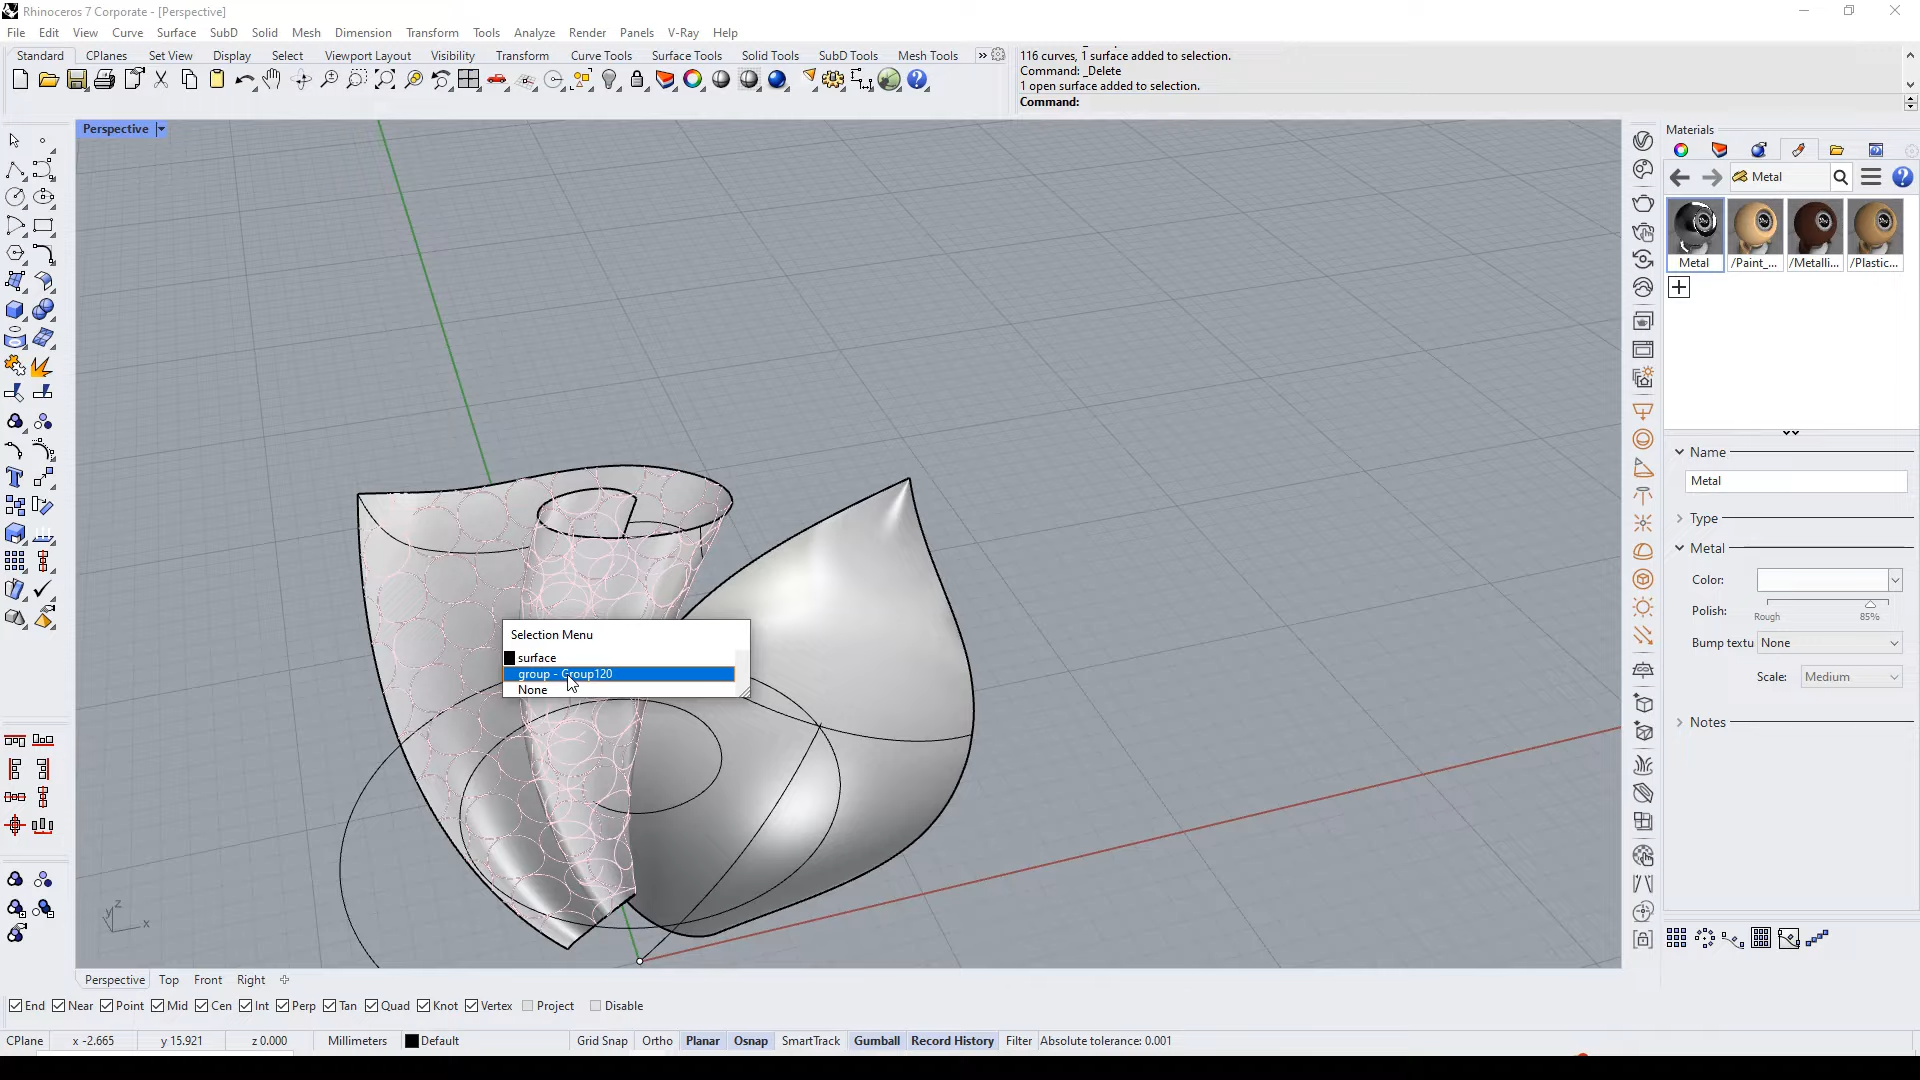 Rhinoceros 7 Corporate - [Perspective]
File Edit View Curve Surface SubD Solid Mesh Dimension Transform Tools Analyze Render Panels V-Ray Help
Standard CPlanes Set View Display Select Viewport Layout Visibility Transform Curve Tools Surface Tools Solid Tools SubD Tools Mesh Tools »
116 curves, 1 surface added to selection.
Command: _Delete
1 open surface added to selection.
Command:
Perspective
Materials
Metal
Metal /Paint_... /Metalli... /Plastic...
Name
Metal
Type
Metal
Color:
Polish:
Rough 85%
Bump textu None
Scale: Medium
Notes
Selection Menu
surface
group - Group120
None
z
y
x
Perspective Top Front Right
End Near Point Mid Cen Int Perp Tan Quad Knot Vertex Project Disable
CPlane x -2.665 y 15.921 z 0.000 Millimeters Default Grid Snap Ortho Planar Osnap SmartTrack Gumball Record History Filter Absolute tolerance: 0.001